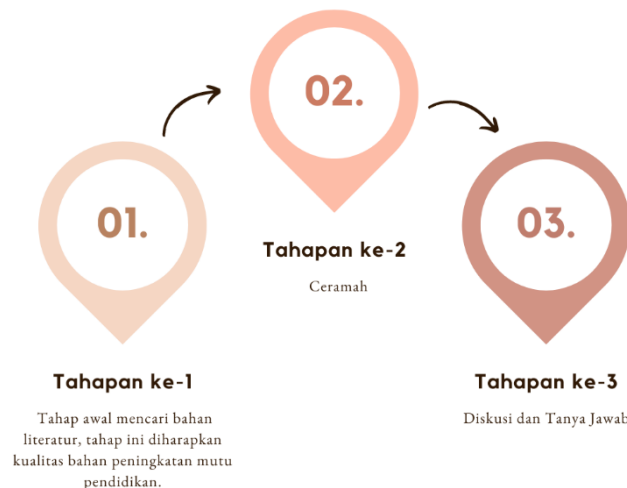 01.
Tahapan ke-1
Tahap awal mencari bahan
literatur, tahap ini diharapkan
kualitas bahan peningkatan mutu
pendidikan.
02.
Tahapan ke-2
Ceramah
03.
Tahapan ke-3
Diskusi dan Tanya Jawab